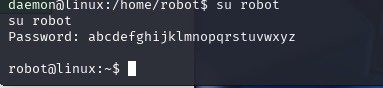 daemon@linux:/home/robot$ su robot
su robot
Password: abcdefghijklmnopqrstuvwxyz
robot@linux:~$